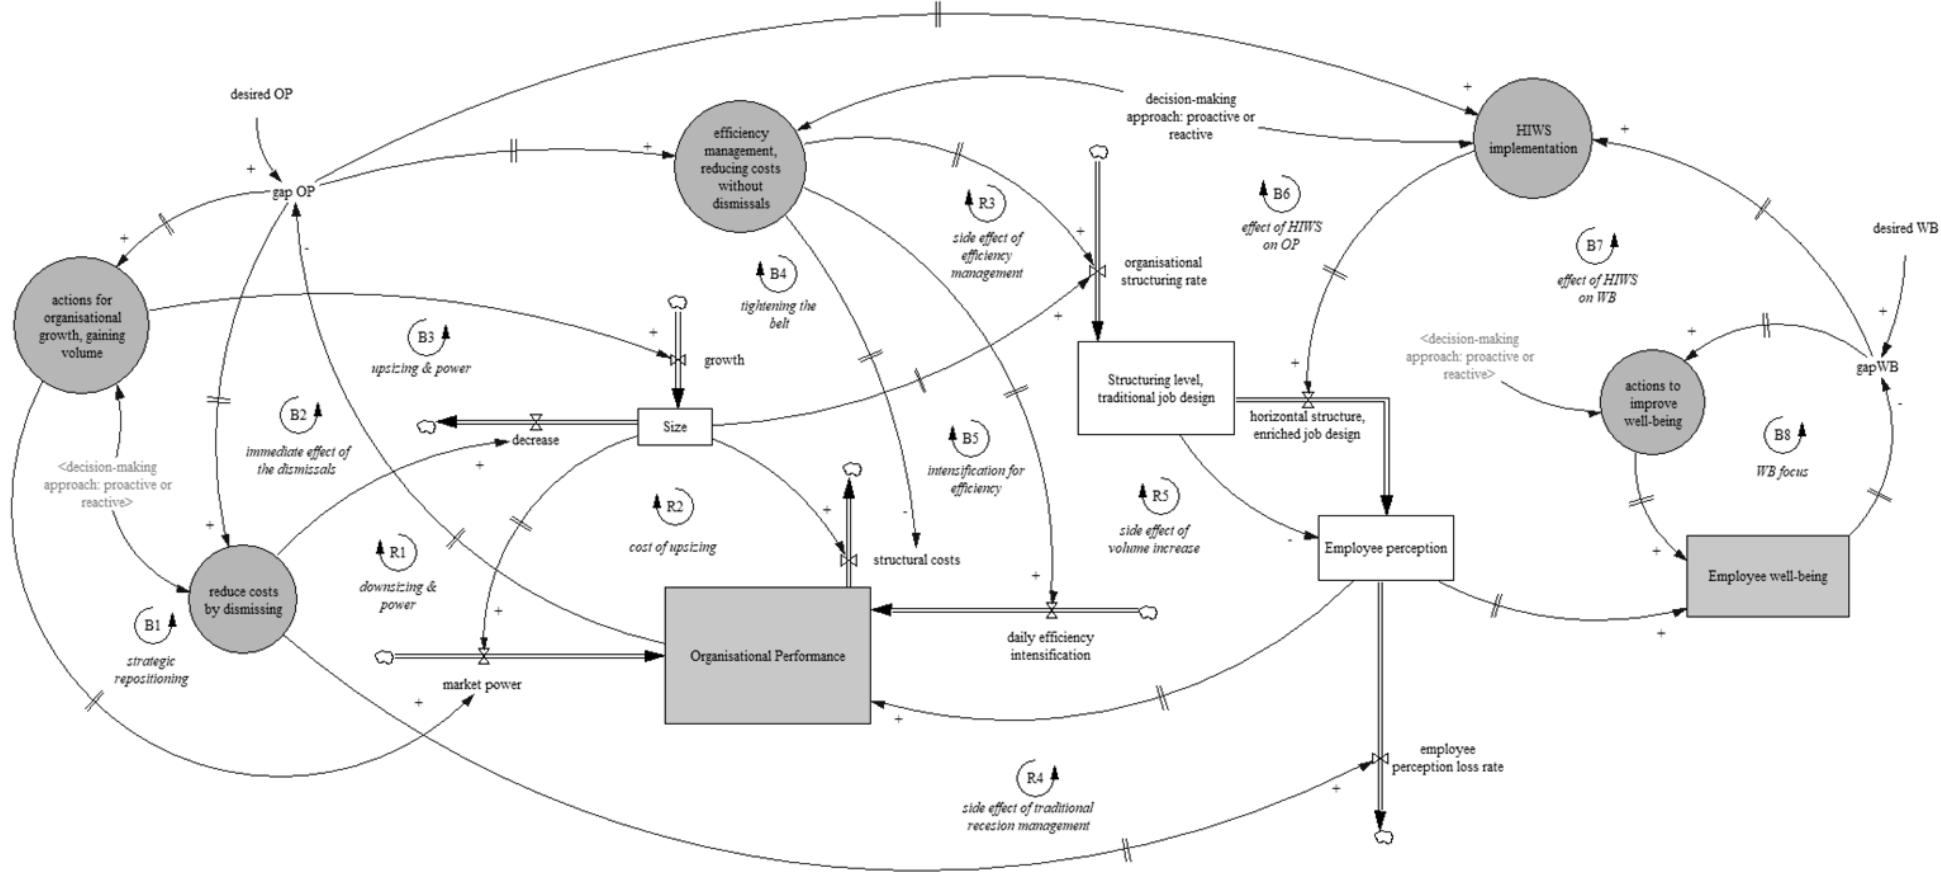 desired OP
+
gap OP
+
+
+
+
-
decision-making
approach: proactive or
reactive
efficiency
management,
reducing costs
without
dismissals
HIWS
implementation
+
desired WB
+
gapWB
-
+
actions for
organisational
growth, gaining
volume
B3
upsizing & power
+
growth
B4
tightening the
belt
R3
side effect of
efficiency
management
+
organisational
structuring rate
+
B6
effect of HIWS
on OP
B7
effect of HIWS
on WB
<decision-making
approach: proactive or
reactive>
actions to
improve
well-being
B8
WB focus
Structuring level,
traditional job design
+
horizontal structure,
enriched job design
Size
decrease
+
B2
immediate effect of
the dismissals
<decision-making
approach: proactive or
reactive>
B5
intensification for
efficiency
R2
cost of upsizing
+
-
structural costs
R5
side effect of
volume increase
-
Employee perception
+
Employee well-being
+
reduce costs
by dismissing
R1
downsizing &
power
B1
strategic
repositioning
+
market power
+
Organisational Performance
+
daily efficiency
intensification
+
R4
side effect of traditional
recesion management
employee
perception loss rate
+